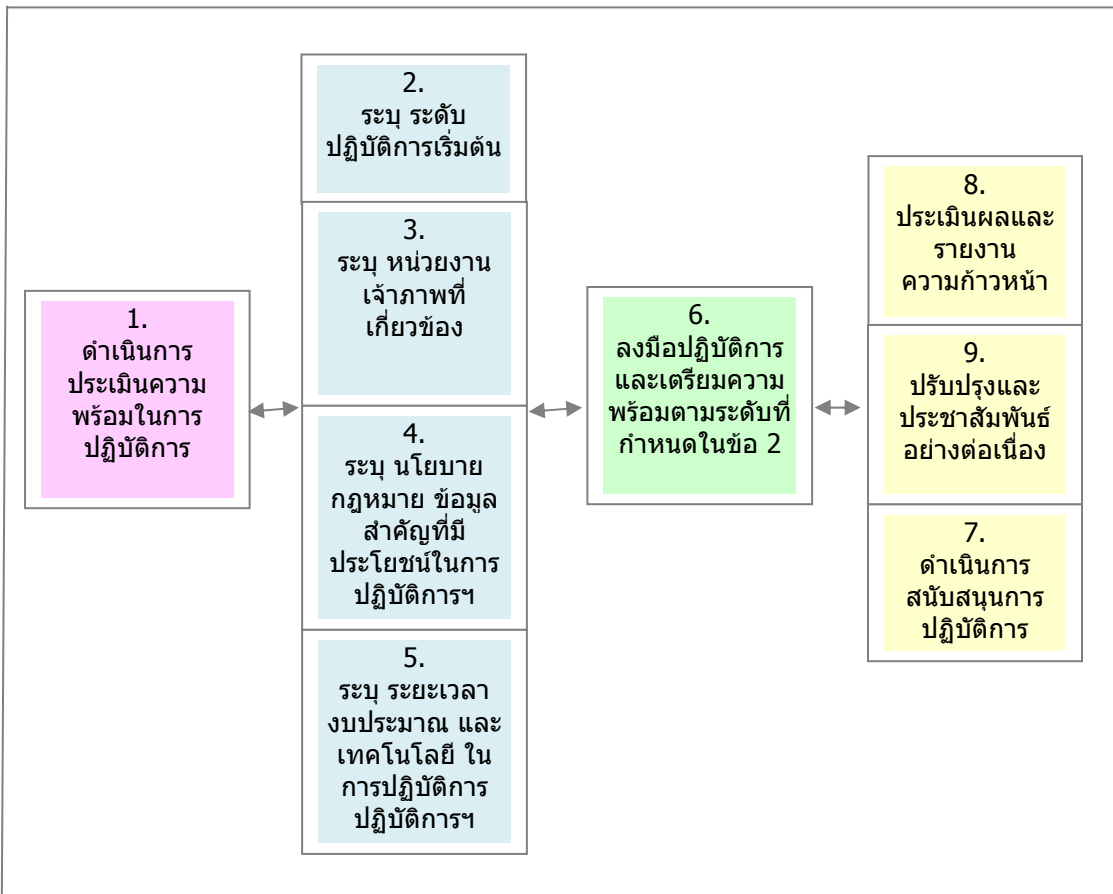 1.
ดำเนินการ
ประเมินความ
พร้อมในการ
ปฏิบัติการ
2.
ระบุ ระดับ
ปฏิบัติการเริ่มต้น
3.
ระบุ หน่วยงาน
เจ้าภาพที่
เกี่ยวข้อง
4.
ระบุ นโยบาย
กฎหมาย ข้อมูล
สำคัญที่มี
ประโยชน์ในการ
ปฏิบัติการฯ
5.
ระบุ ระยะเวลา
งบประมาณ และ
เทคโนโลยี ใน
การปฏิบัติการ
ปฏิบัติการฯ
6.
ลงมือปฏิบัติการ
และเตรียมความ
พร้อมตามระดับที่
กำหนดในข้อ 2
8.
ประเมินผลและ
รายงาน
ความก้าวหน้า
9.
ปรับปรุงและ
ประชาสัมพันธ์
อย่างต่อเนื่อง
7.
ดำเนินการ
สนับสนุนการ
ปฏิบัติการ